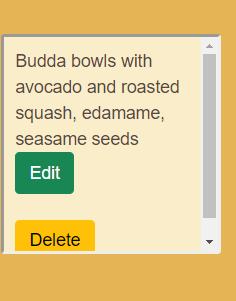 Budda bowls with
avocado and roasted
squash, edamame,
seasame seeds
Edit
Delete